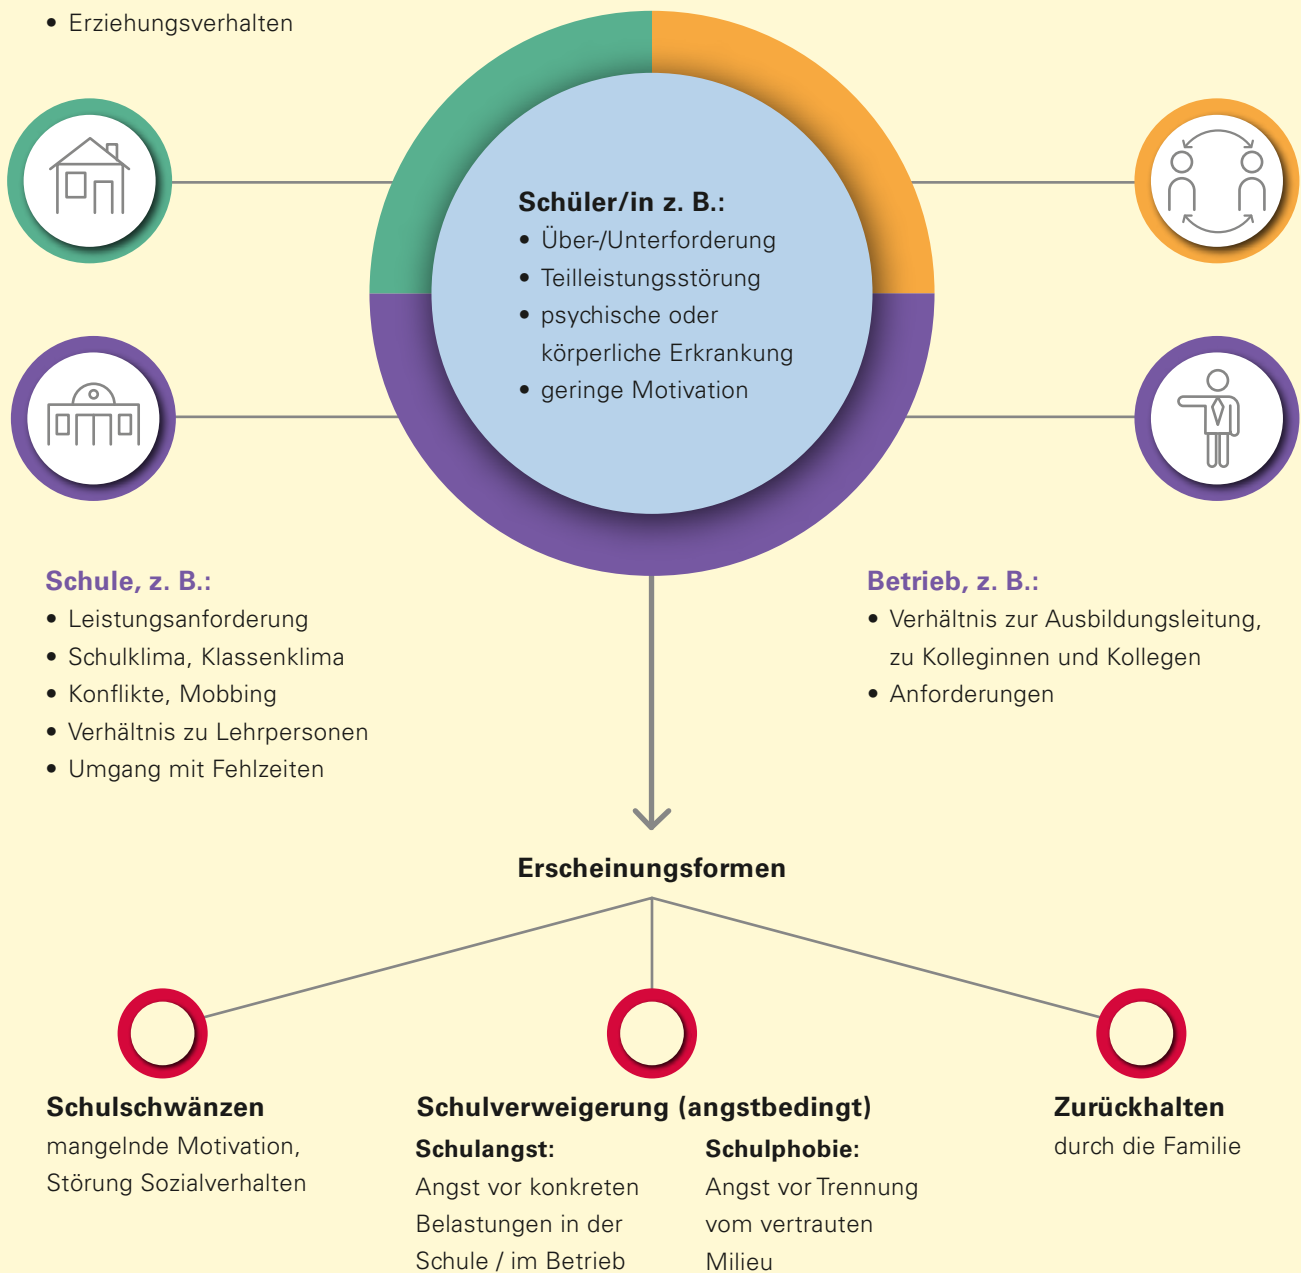 • Erziehungsverhalten
Schüler/in z. B.:
• Über-/Unterforderung
• Teilleistungsstörung
• psychische oder
körperliche Erkrankung
• geringe Motivation
Schule, z. B.:
• Leistungsanforderung
• Schulklima, Klassenklima
• Konflikte, Mobbing
• Verhältnis zu Lehrpersonen
• Umgang mit Fehlzeiten
Betrieb, z. B.:
• Verhältnis zur Ausbildungsleitung,
zu Kolleginnen und Kollegen
• Anforderungen
Erscheinungsformen
Schulschwänzen
mangelnde Motivation,
Störung Sozialverhalten
Schulverweigerung (angstbedingt)
Schulangst:
Angst vor konkreten
Belastungen in der
Schule / im Betrieb
Schulphobie:
Angst vor Trennung
vom vertrauten
Milieu
Zurückhalten
durch die Familie